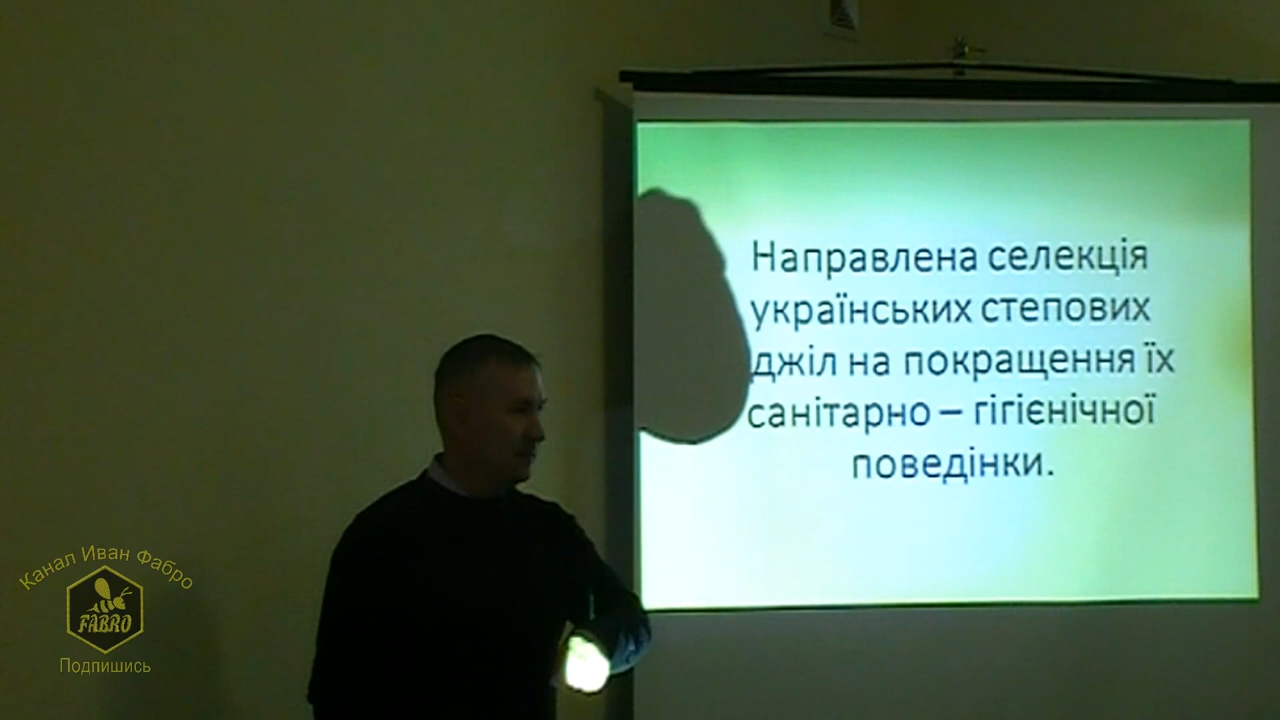 Направлена селекція
українських степових
джіл на покращення їх
санітарно – гігієнічної
поведінки.
Канал Иван Фабро
FABRO
Подпишись